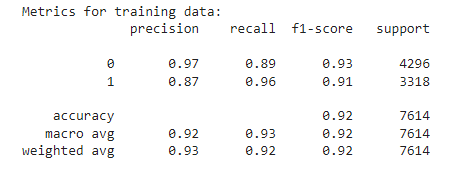 Metrics for training data:
precision recall f1-score support
0 0.97 0.89 0.93 4296
1 0.87 0.96 0.91 3318
accuracy 0.92 7614
macro avg 0.92 0.93 0.92 7614
weighted avg 0.93 0.92 0.92 7614